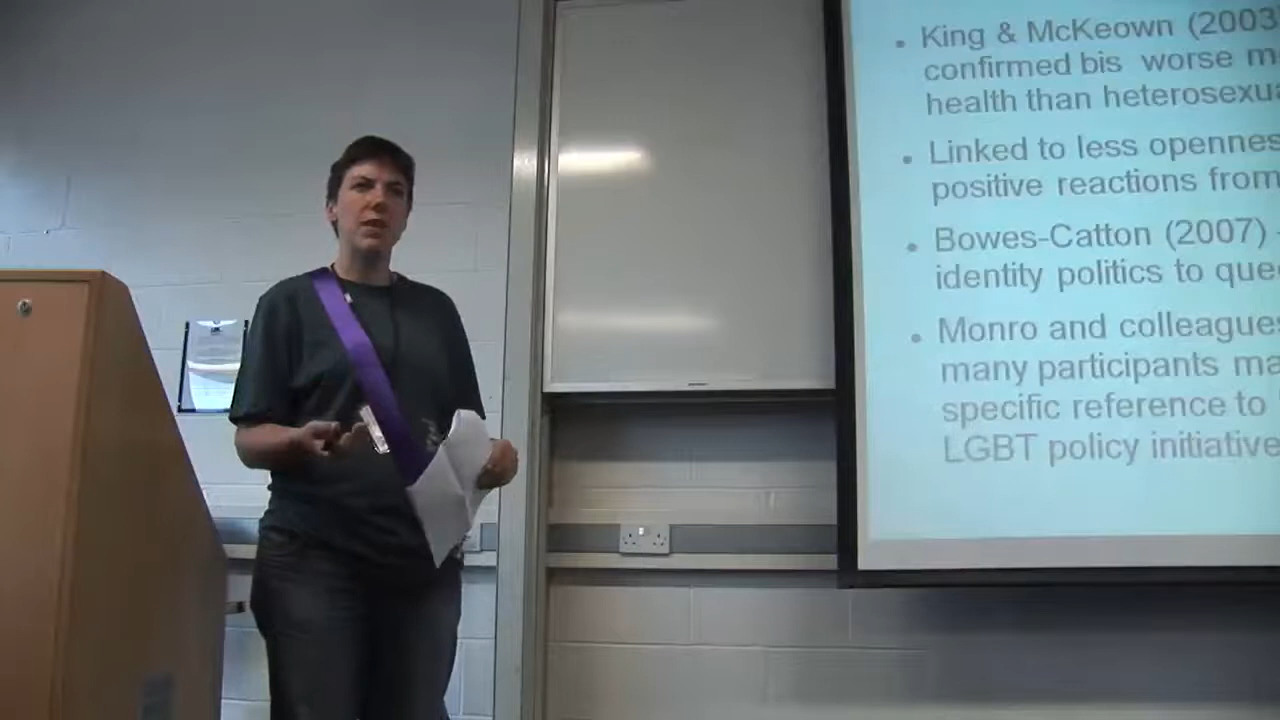 • King & McKeown (2003
confirmed bis worse m
health than heterosexua
• Linked to less opennes
positive reactions from
• Bowes-Catton (2007) -
identity politics to que
• Monro and colleagues
many participants ma
specific reference to
LGBT policy initiative